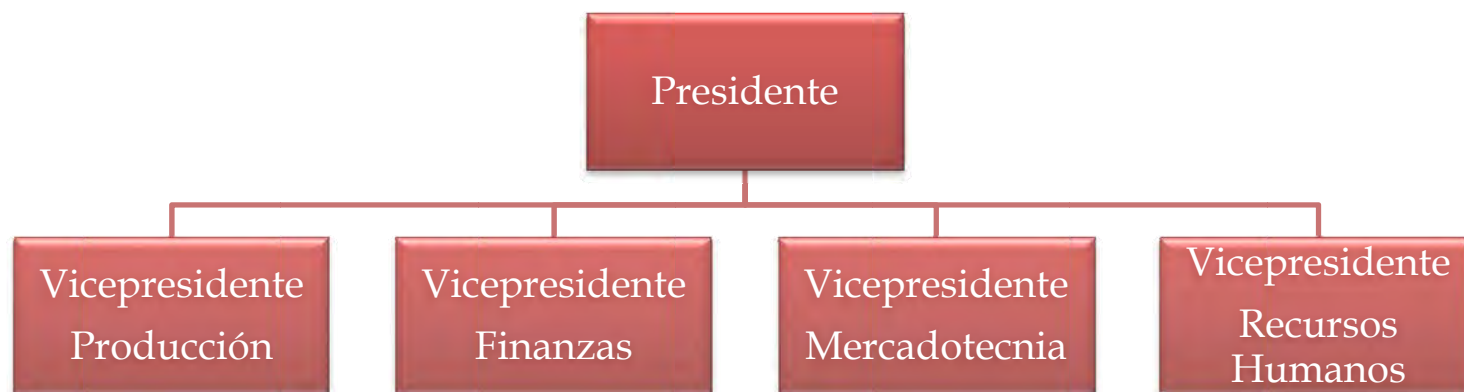 Presidente
Vicepresidente
Producción
Vicepresidente
Finanzas
Vicepresidente
Mercadotecnia
Vicepresidente
Recursos
Humanos